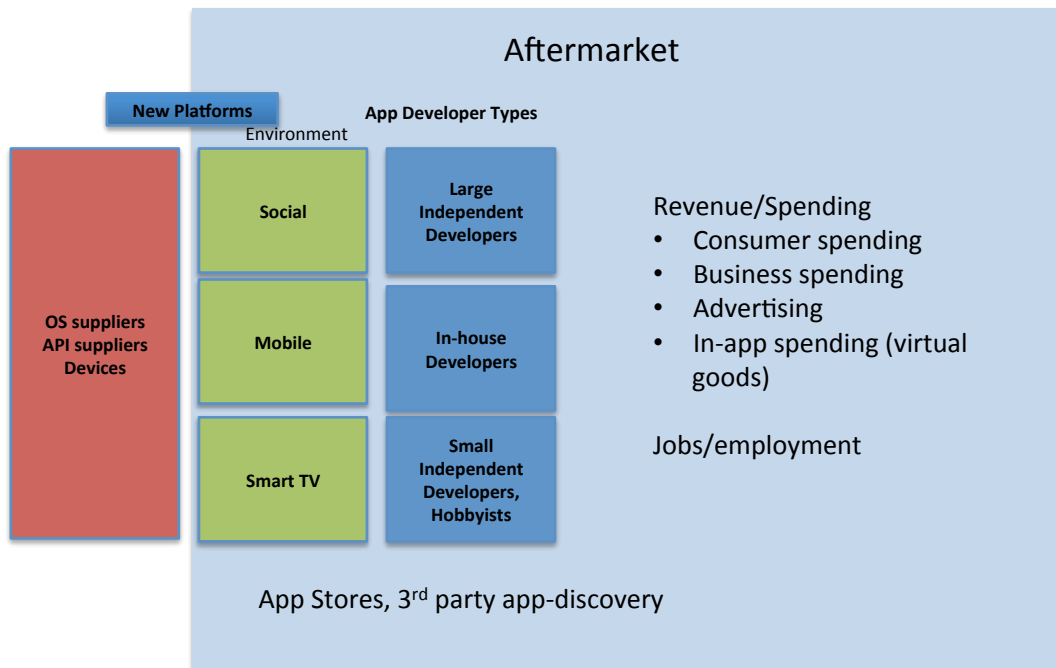 Aftermarket
New Platforms
App Developer Types
Environment
OS suppliers
API suppliers
Devices
Social
Mobile
Smart TV
Large
Independent
Developers
In-house
Developers
Small
Independent
Developers,
Hobbyists
Revenue/Spending
• Consumer spending
• Business spending
• Advertising
• In-app spending (virtual
goods)
Jobs/employment
App Stores, 3rd party app-discovery